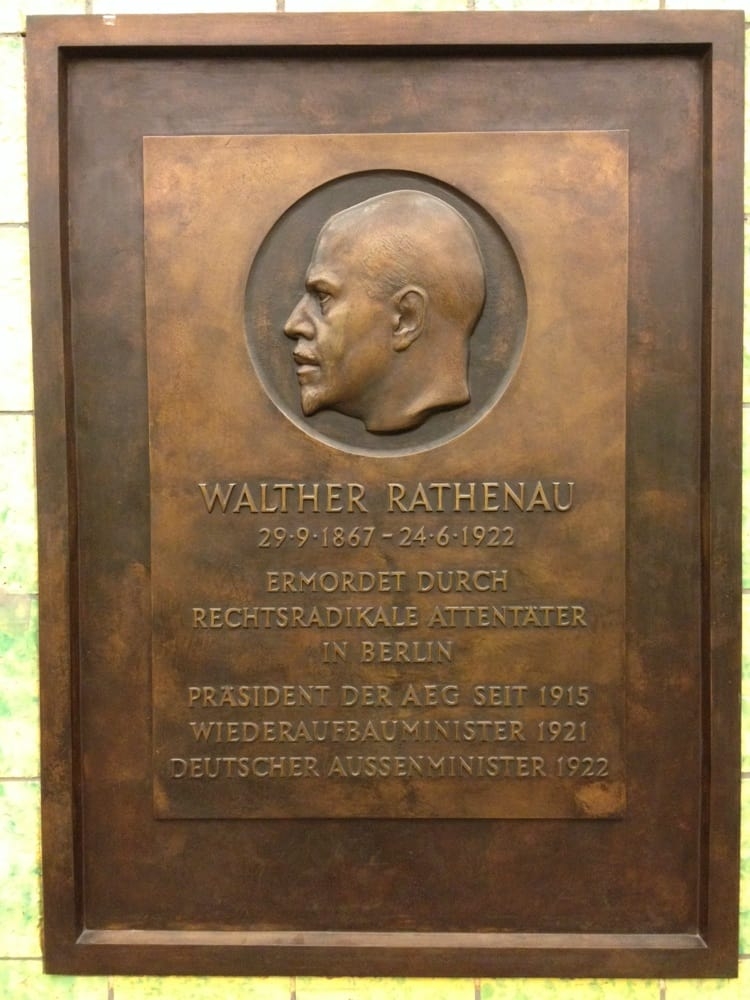 WALTHER RATHENAU
29·9·1867-24·6·1922
ERMORDET DURCH
RECHTSRADIKALE ATTENTÄTER
IN BERLIN
PRÄSIDENT DER AEG SEIT 1915
WIEDERAUFBAUMINISTER 1921
DEUTSCHER AUSSENMINISTER 1922